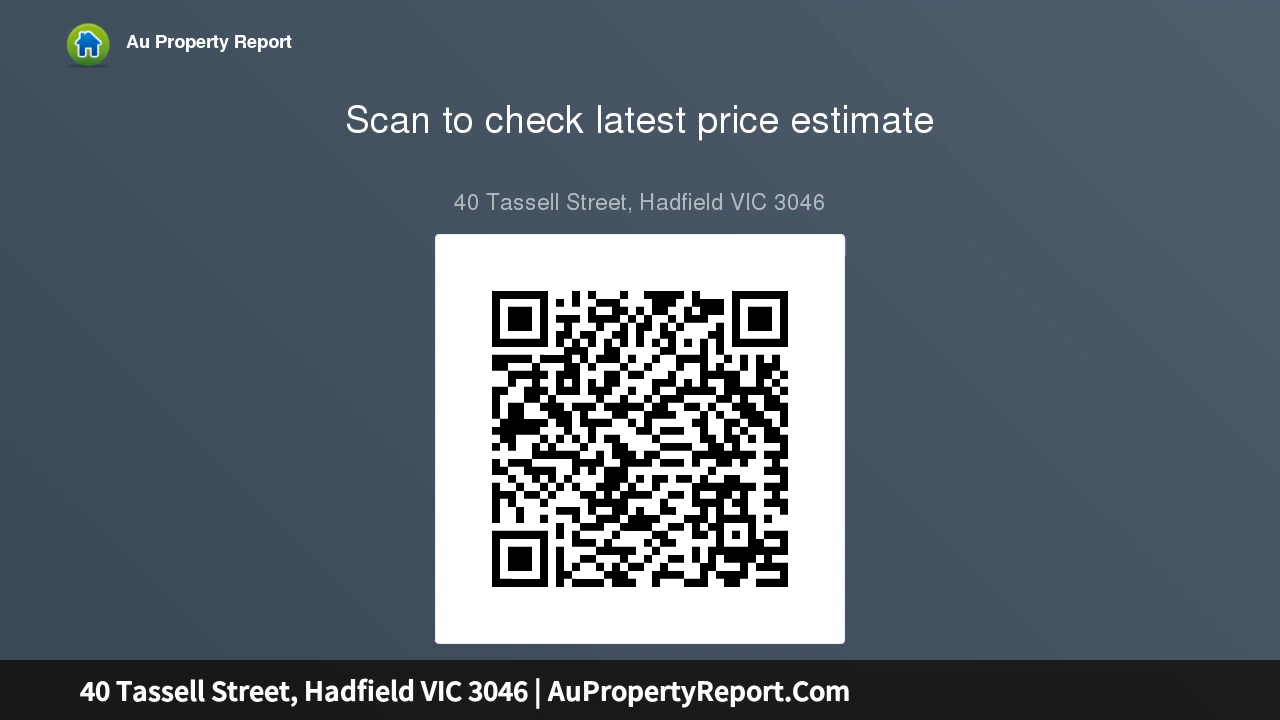 Au Property Report
Scan to check latest price estimate
40 Tassell Street, Hadfield VIC 3046
40 Tassell Street, Hadfield VIC 3046 | AuPropertyReport.Com